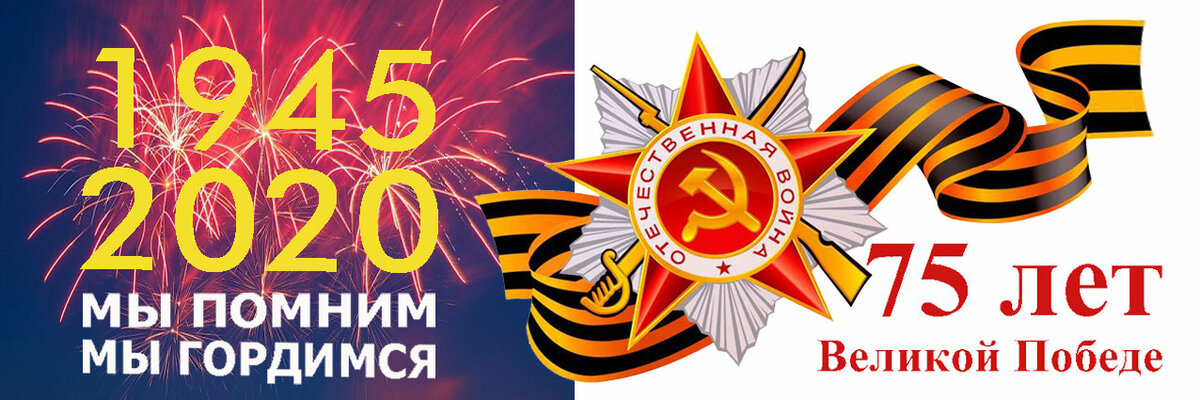 1945
2020
МЫ ПОМНИМ
МЫ ГОРДИМСЯ
ОТЕЧЕСТВЕННАЯ ВОЙНА
75 лет
Великой Победе